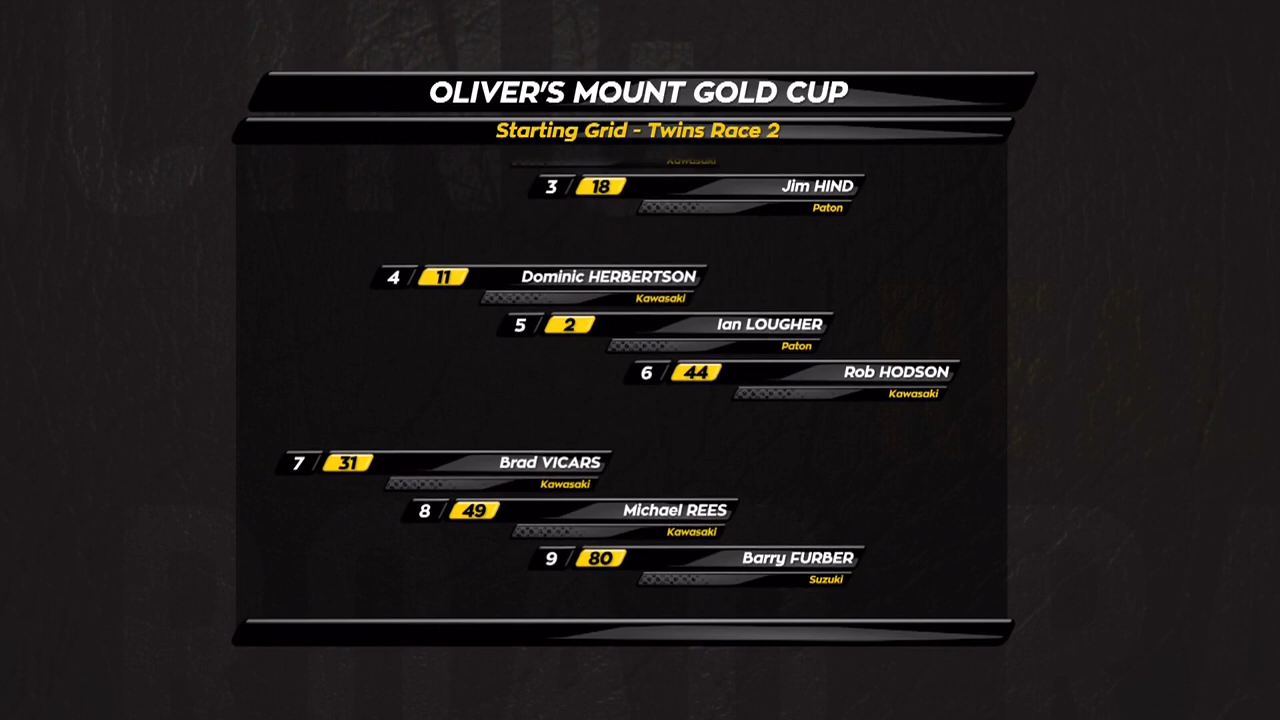 OLIVER'S MOUNT GOLD CUP
Starting Grid - Twins Race 2
Kawasaki
3 18 Jim HIND
Paton
4 11 Dominic HERBERTSON
Kawasaki
5 2 Ian LOUGHER
Paton
6 44 Rob HODSON
Kawasaki
7 31 Brad VICARS
Kawasaki
8 49 Michael REES
Kawasaki
9 80 Barry FURBER
Suzuki